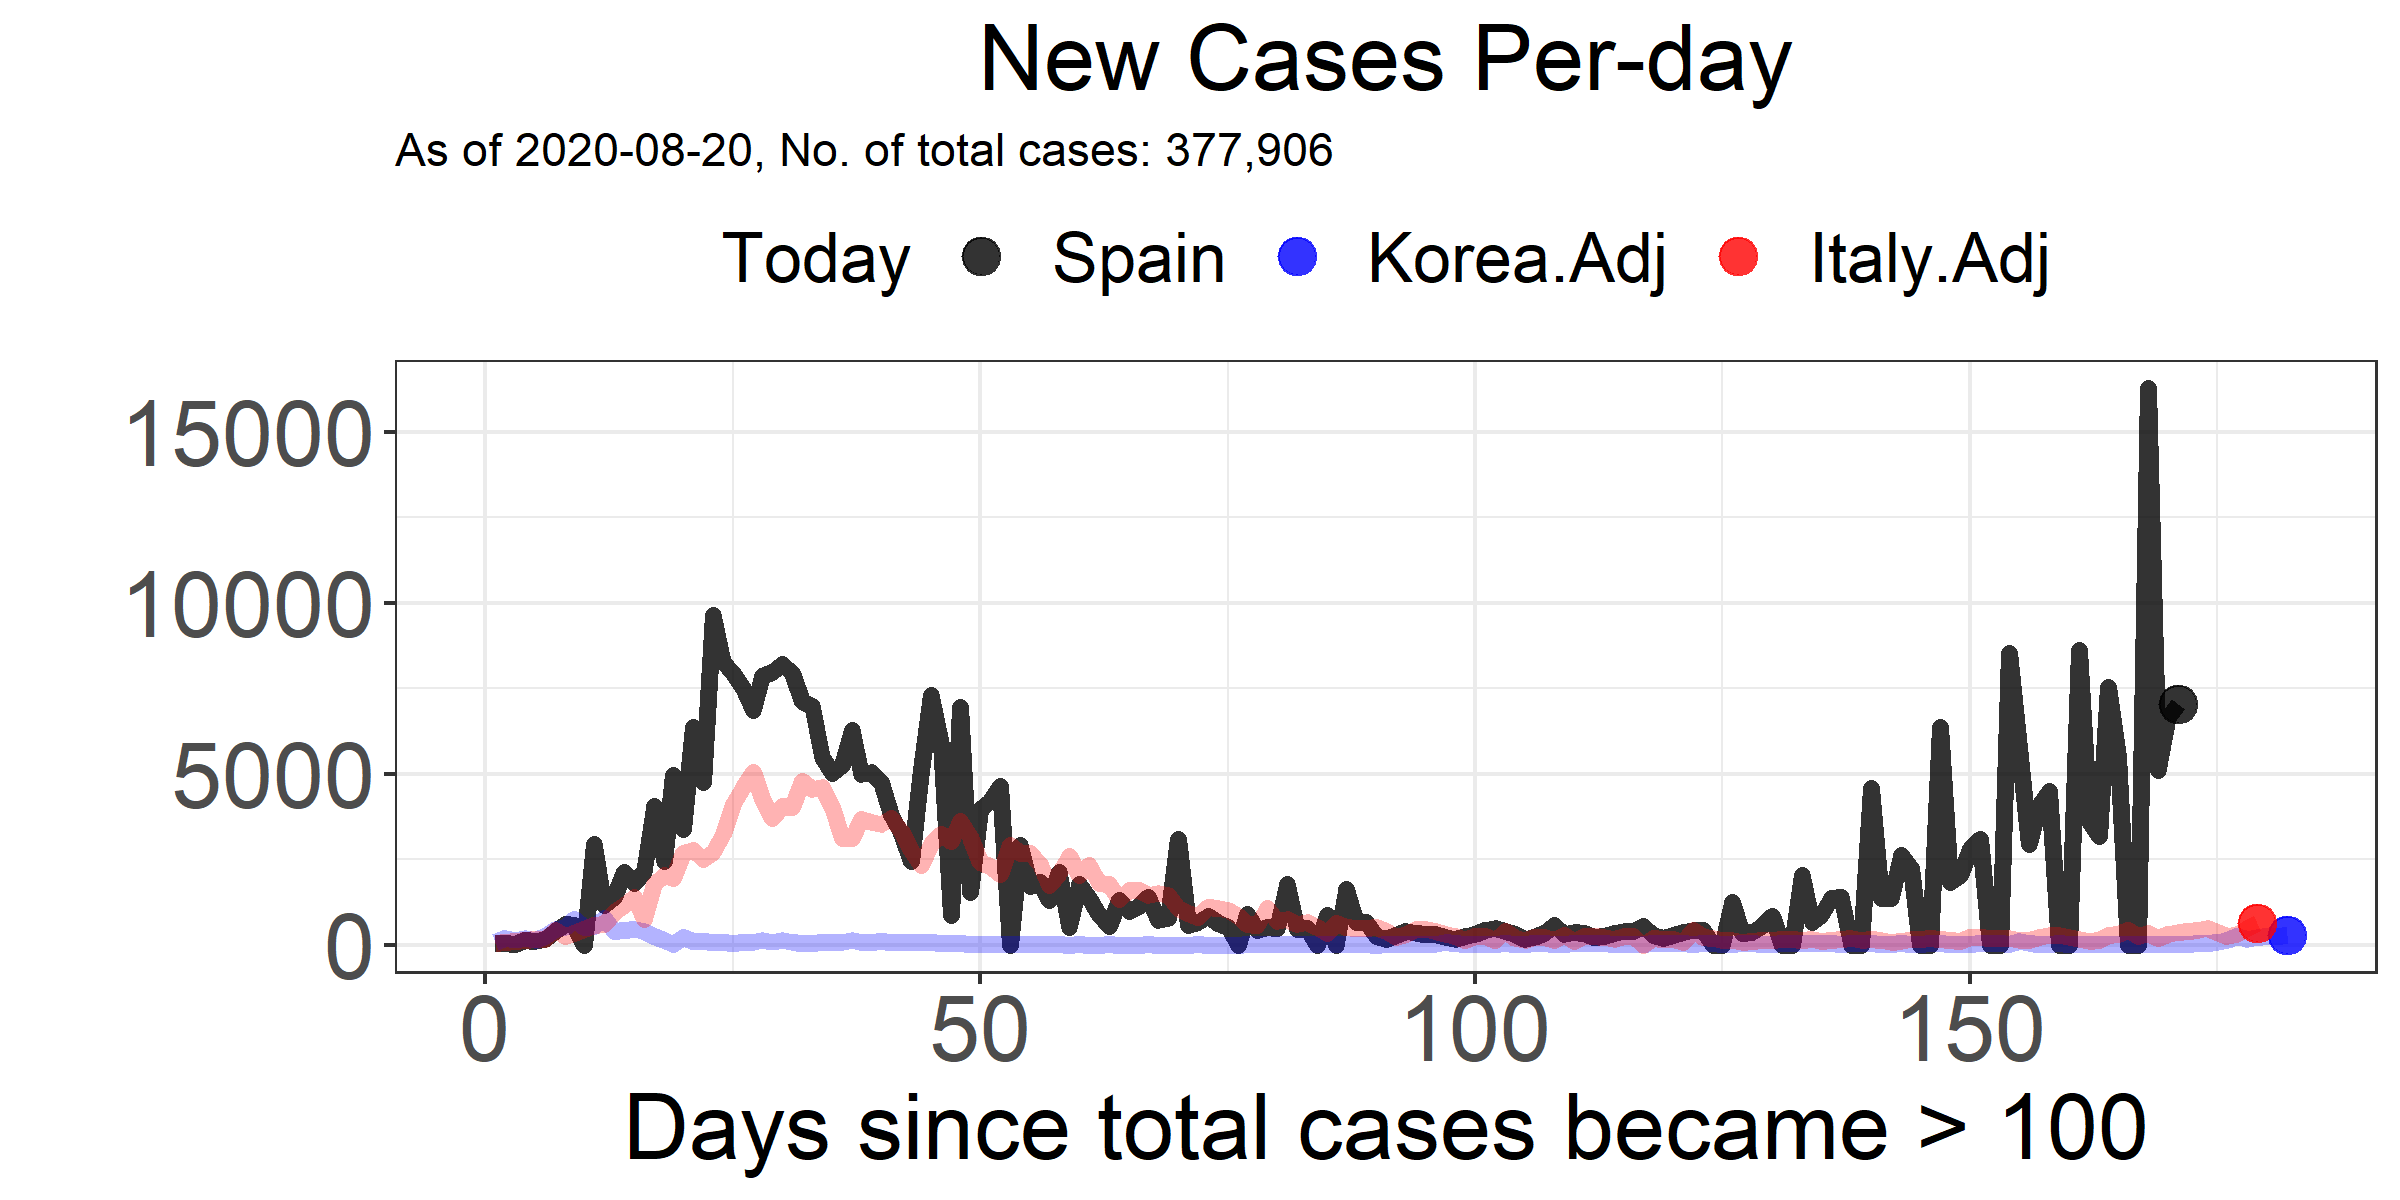 New Cases Per-day
As of 2020-08-20, No. of total cases: 377,906
Today Spain Korea.Adj Italy.Adj
15000
10000
5000
0
0 50 100 150
Days since total cases became > 100